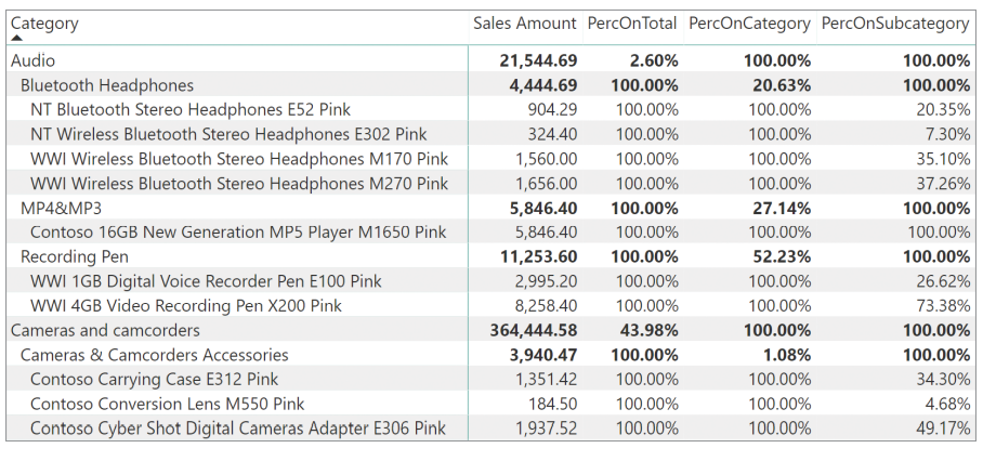 Category Sales Amount PercOnTotal PercOnCategory PercOnSubcategory
Audio 21,544.69 2.60% 100.00% 100.00%
Bluetooth Headphones 4,444.69 100.00% 20.63% 100.00%
NT Bluetooth Stereo Headphones E52 Pink 904.29 100.00% 100.00% 20.35%
NT Wireless Bluetooth Stereo Headphones E302 Pink 324.40 100.00% 100.00% 7.30%
WWI Wireless Bluetooth Stereo Headphones M170 Pink 1,560.00 100.00% 100.00% 35.10%
WWI Wireless Bluetooth Stereo Headphones M270 Pink 1,656.00 100.00% 100.00% 37.26%
MP4&MP3 5,846.40 100.00% 27.14% 100.00%
Contoso 16GB New Generation MP5 Player M1650 Pink 5,846.40 100.00% 100.00% 100.00%
Recording Pen 11,253.60 100.00% 52.23% 100.00%
WWI 1GB Digital Voice Recorder Pen E100 Pink 2,995.20 100.00% 100.00% 26.62%
WWI 4GB Video Recording Pen X200 Pink 8,258.40 100.00% 100.00% 73.38%
Cameras and camcorders 364,444.58 43.98% 100.00% 100.00%
Cameras & Camcorders Accessories 3,940.47 100.00% 1.08% 100.00%
Contoso Carrying Case E312 Pink 1,351.42 100.00% 100.00% 34.30%
Contoso Conversion Lens M550 Pink 184.50 100.00% 100.00% 4.68%
Contoso Cyber Shot Digital Cameras Adapter E306 Pink 1,937.52 100.00% 100.00% 49.17%